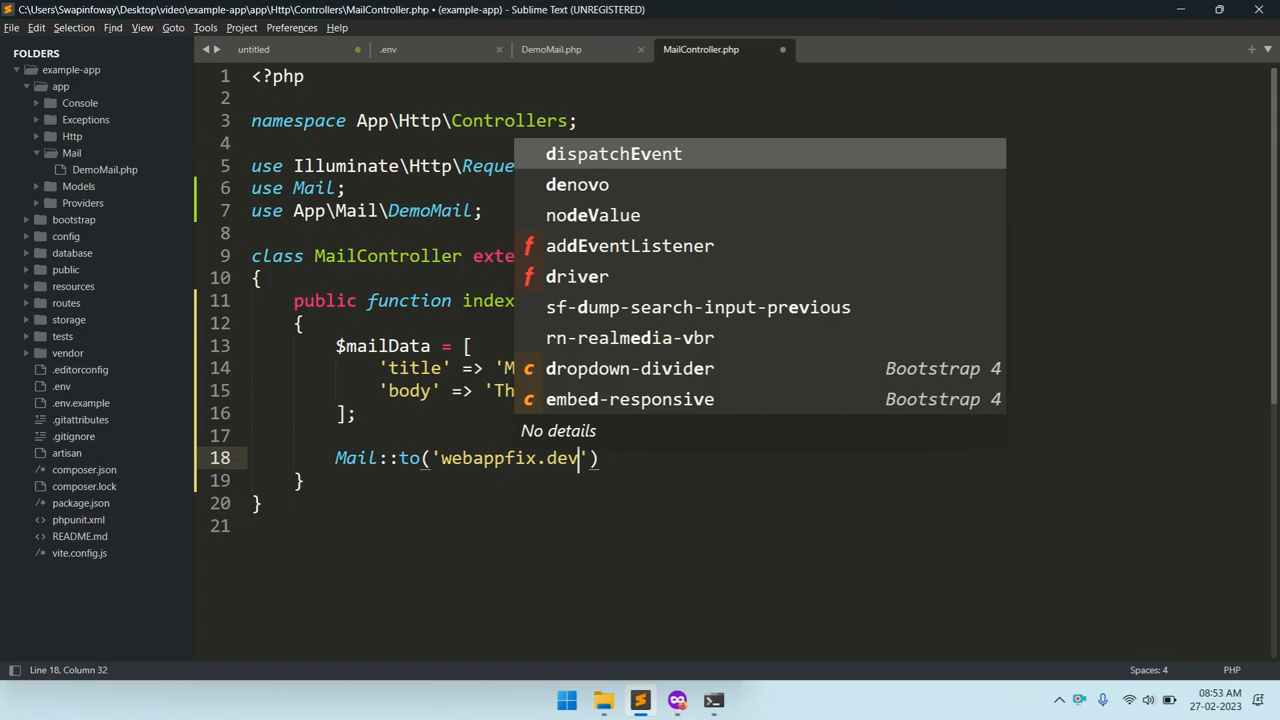 C:\Users\Swapinfoway\Desktop\video\example-app\app\Http\Controllers\MailController.php • (example-app) - Sublime Text (UNREGISTERED)
File Edit Selection Find View Goto Tools Project Preferences Help
FOLDERS
example-app
app
Console
Exceptions
Http
Mail
DemoMail.php
Models
Providers
bootstrap
config
database
public
resources
routes
storage
tests
vendor
.editorconfig
.env
.env.example
.gitattributes
.gitignore
artisan
composer.json
composer.lock
package.json
phpunit.xml
README.md
vite.config.js
untitled .env DemoMail.php MailController.php
1 <?php
2
3 namespace App\Http\Controllers;
4
5 use Illuminate\Http\Reque
6 use Mail;
7 use App\Mail\DemoMail;
8
9 class MailController exte
10 {
11 public function index
12 {
13 $mailData = [
14 'title' => 'M
15 'body' => 'Th
16 ];
17
18 Mail::to('webappfix.dev')
19 }
20 }
21
dispatchEvent
denovo
nodeValue
f addEventListener
f driver
sf-dump-search-input-previous
rn-realmedia-vbr
c dropdown-divider Bootstrap 4
c embed-responsive Bootstrap 4
No details
Line 18, Column 32 Spaces: 4 PHP
08:53 AM
27-02-2023